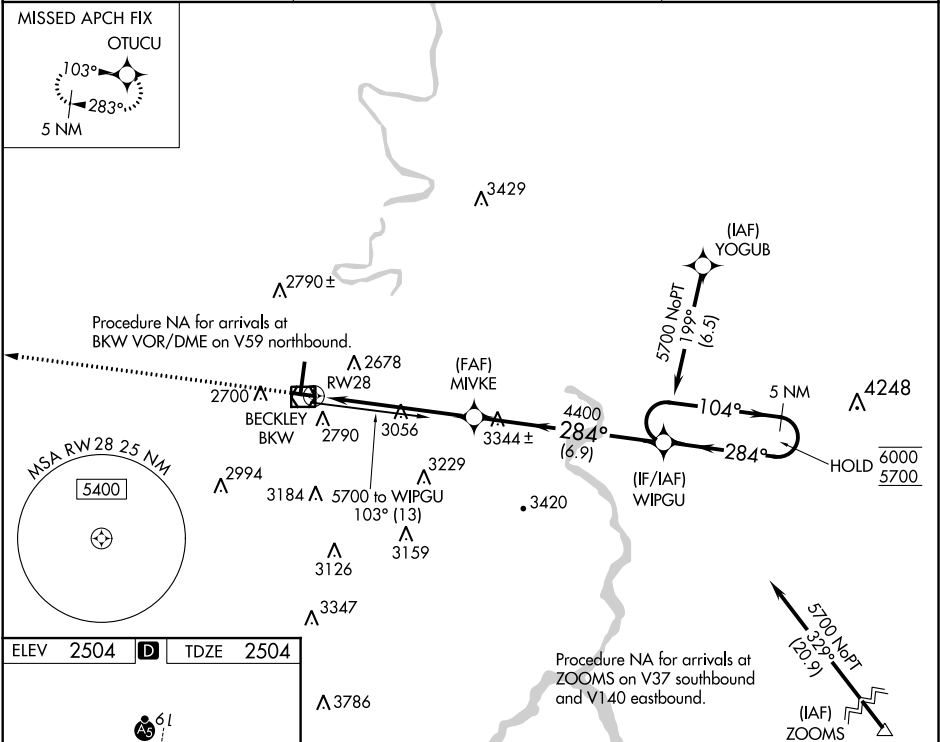 MISSED APCH FIX
OTUCU
103°
283°
5 NM
3429
(IAF)
YOGUB
2790 ±
5700 NoPT
199°
(6.5)
Procedure NA for arrivals at
BKW VOR/DME on V59 northbound.
2678
(FAF)
MIVKE
RW28
2700
BECKLEY
BKW
2790
3056
3344 ±
4400
284°
(6.9)
104°
5 NM
4248
284°
HOLD
6000
5700
(IF/IAF)
WIPGU
MSA RW 28 25 NM
5400
2994
3184
3229
5700 to WIPGU
103° (13)
3420
3159
3126
3347
5700 NoPT
329°
(20.9)
ELEV 2504 D TDZE 2504
Procedure NA for arrivals at
ZOOMS on V37 southbound
and V140 eastbound.
3786
(IAF)
ZOOMS
A5